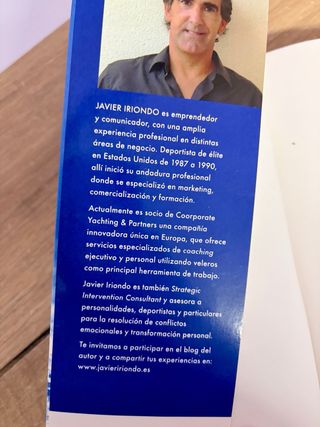 JAVIER IRIONDO es emprendedor
y comunicador, con una amplia
experiencia profesional en distintas
áreas de negocio. Deportista de élite
en Estados Unidos de 1987 a 1990,
allí inició su andadura profesional
donde se especializó en marketing,
comercialización y formación.
Actualmente es socio de Coorporate
Yachting & Partners una compañía
innovadora única en Europa, que ofrece
servicios especializados de coaching
ejecutivo y personal utilizando veleros
como principal herramienta de trabajo.
Javier Iriondo es también Strategic
Intervention Consultant y asesora a
personalidades, deportistas y particulares
para la resolución de conflictos
emocionales y transformación personal.
Te invitamos a participar en el blog del
autor y a compartir tus experiencias en:
www.javieririondo.es